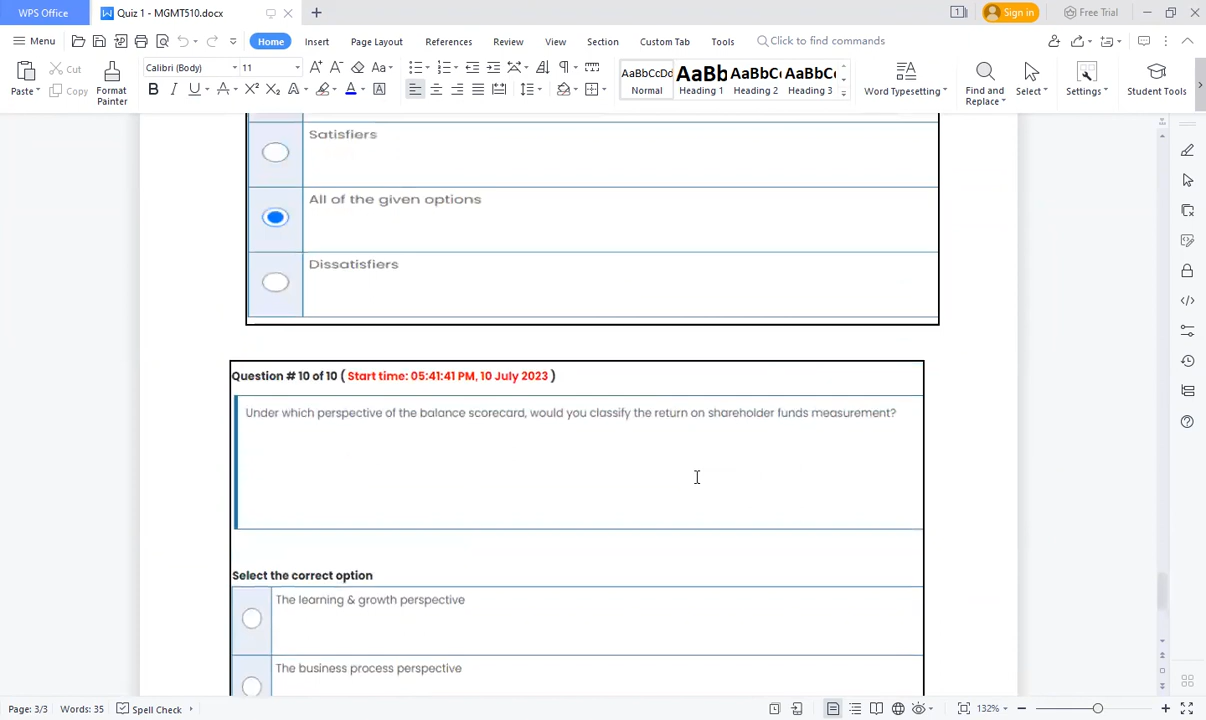 WPS Office
Quiz 1 - MGMT510.docx
Sign in
Free Trial
Menu
Home
Insert
Page Layout
References
Review
View
Section
Custom Tab
Tools
Click to find commands
Paste
Cut
Copy
Format Painter
Calibri (Body)
11
AaBbCcDd
Normal
AaBb
Heading 1
AaBbC
Heading 2
AaBbC
Heading 3
Word Typesetting
Find and Replace
Select
Settings
Student Tools
Satisfiers
All of the given options
Dissatisfiers
Question # 10 of 10 ( Start time: 05:41:41 PM, 10 July 2023 )
Under which perspective of the balance scorecard, would you classify the return on shareholder funds measurement?
Select the correct option
The learning & growth perspective
The business process perspective
Page: 3/3
Words: 35
Spell Check
132%